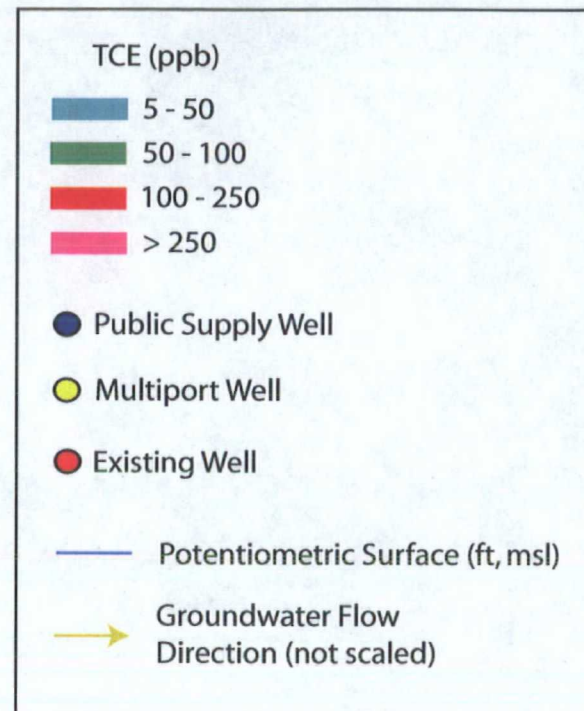 TCE (ppb)
5 - 50
50 - 100
100 - 250
> 250
Public Supply Well
Multiport Well
Existing Well
Potentiometric Surface (ft, msl)
Groundwater Flow
Direction (not scaled)